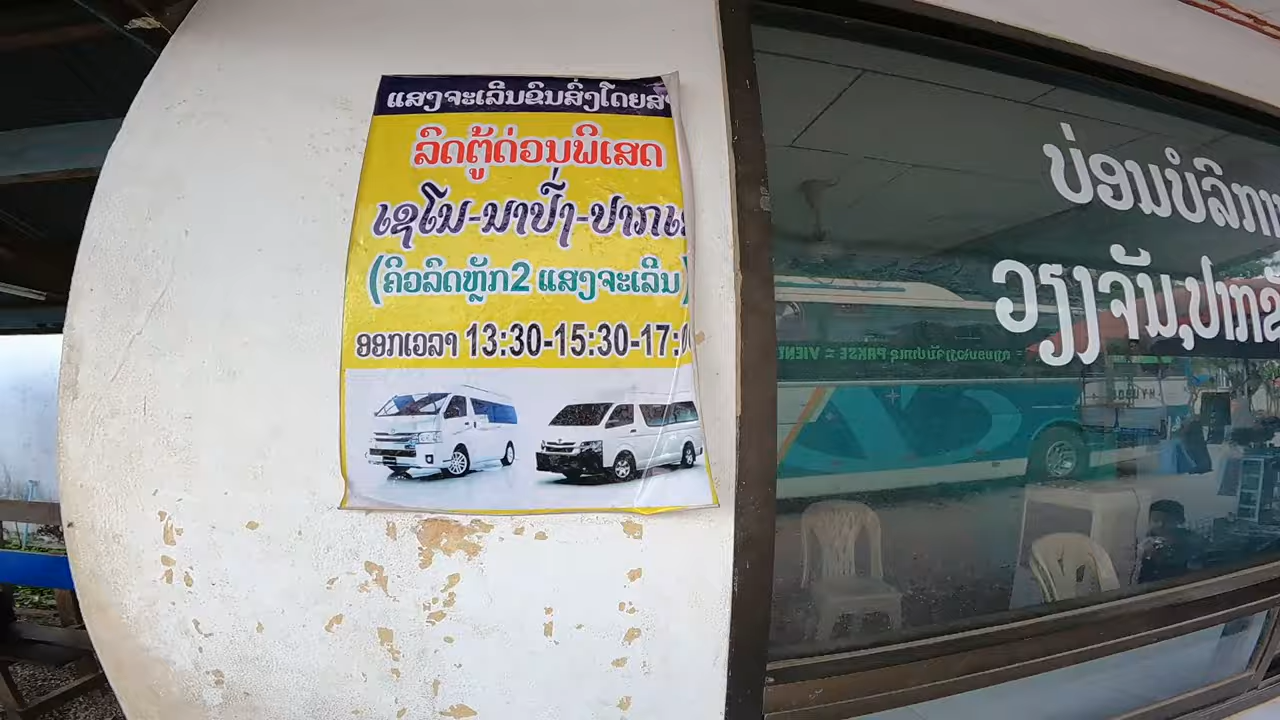 ແສງຈະເລີນຂົນສົ່ງໂດຍສາ
ລົດຕູ້ດ່ວນພິເສດ
ເຊໂນ-ນາປົ່ງ-ປາກເ
(ຄິວລົດຫຼັກ2 ແສງຈະເລີນ)
ອອກເວລາ 13:30-15:30-17:
ບ່ອນບໍລິກາ
ວຽງຈັນ,ປາກ
PAKSE = VIENT